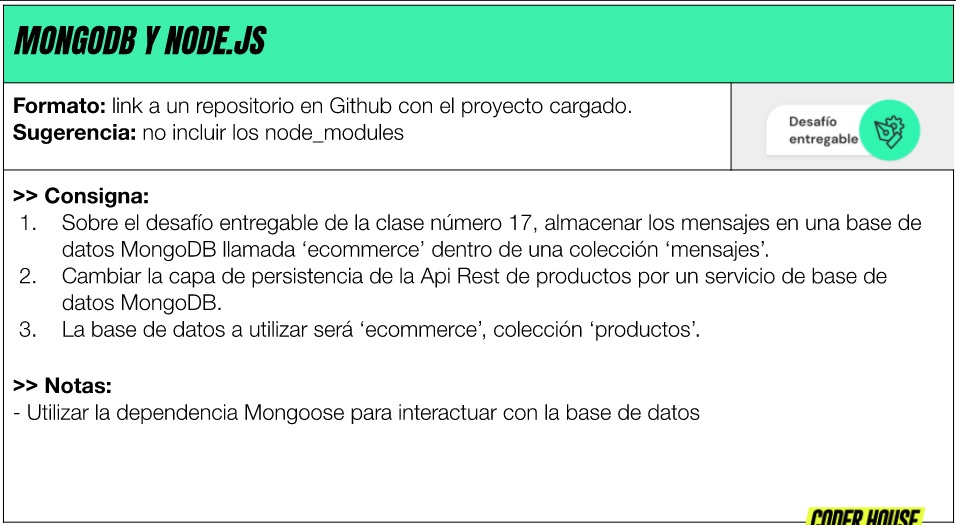 MONGODB Y NODE.JS
Formato: link a un repositorio en Github con el proyecto cargado.
Sugerencia: no incluir los node_modules
Desafío
entregable
>> Consigna:
1. Sobre el desafío entregable de la clase número 17, almacenar los mensajes en una base de
datos MongoDB llamada ‘ecommerce’ dentro de una colección ‘mensajes’.
2. Cambiar la capa de persistencia de la Api Rest de productos por un servicio de base de
datos MongoDB.
3. La base de datos a utilizar será ‘ecommerce’, colección ‘productos’.
>> Notas:
- Utilizar la dependencia Mongoose para interactuar con la base de datos
CODER HOUSE